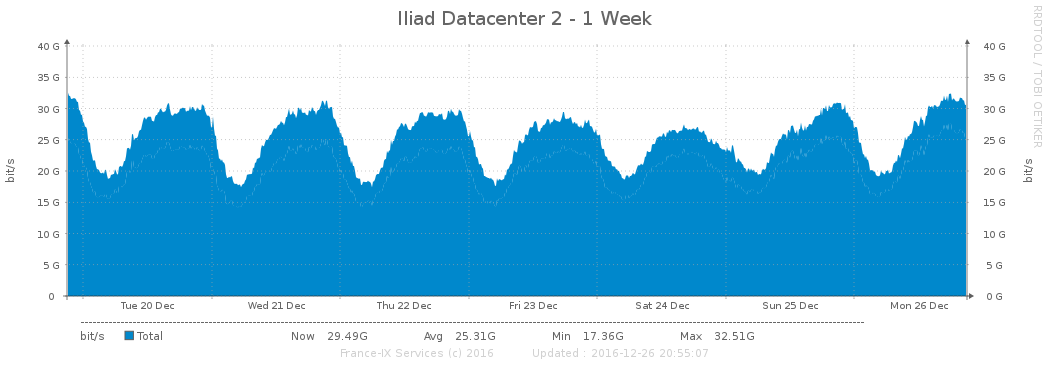 Iliad Datacenter 2 - 1 Week
RRDTOOL / TOBI OETIKER
40 G 40 G
35 G 35 G
30 G 30 G
25 G 25 G
20 G 20 G
15 G 15 G
10 G 10 G
5 G 5 G
0 0 G
bit/s bit/s
Tue 20 Dec Wed 21 Dec Thu 22 Dec Fri 23 Dec Sat 24 Dec Sun 25 Dec Mon 26 Dec
bit/s Total Now 29.49G Avg 25.31G Min 17.36G Max 32.51G
France-IX Services (c) 2016 Updated : 2016-12-26 20:55:07